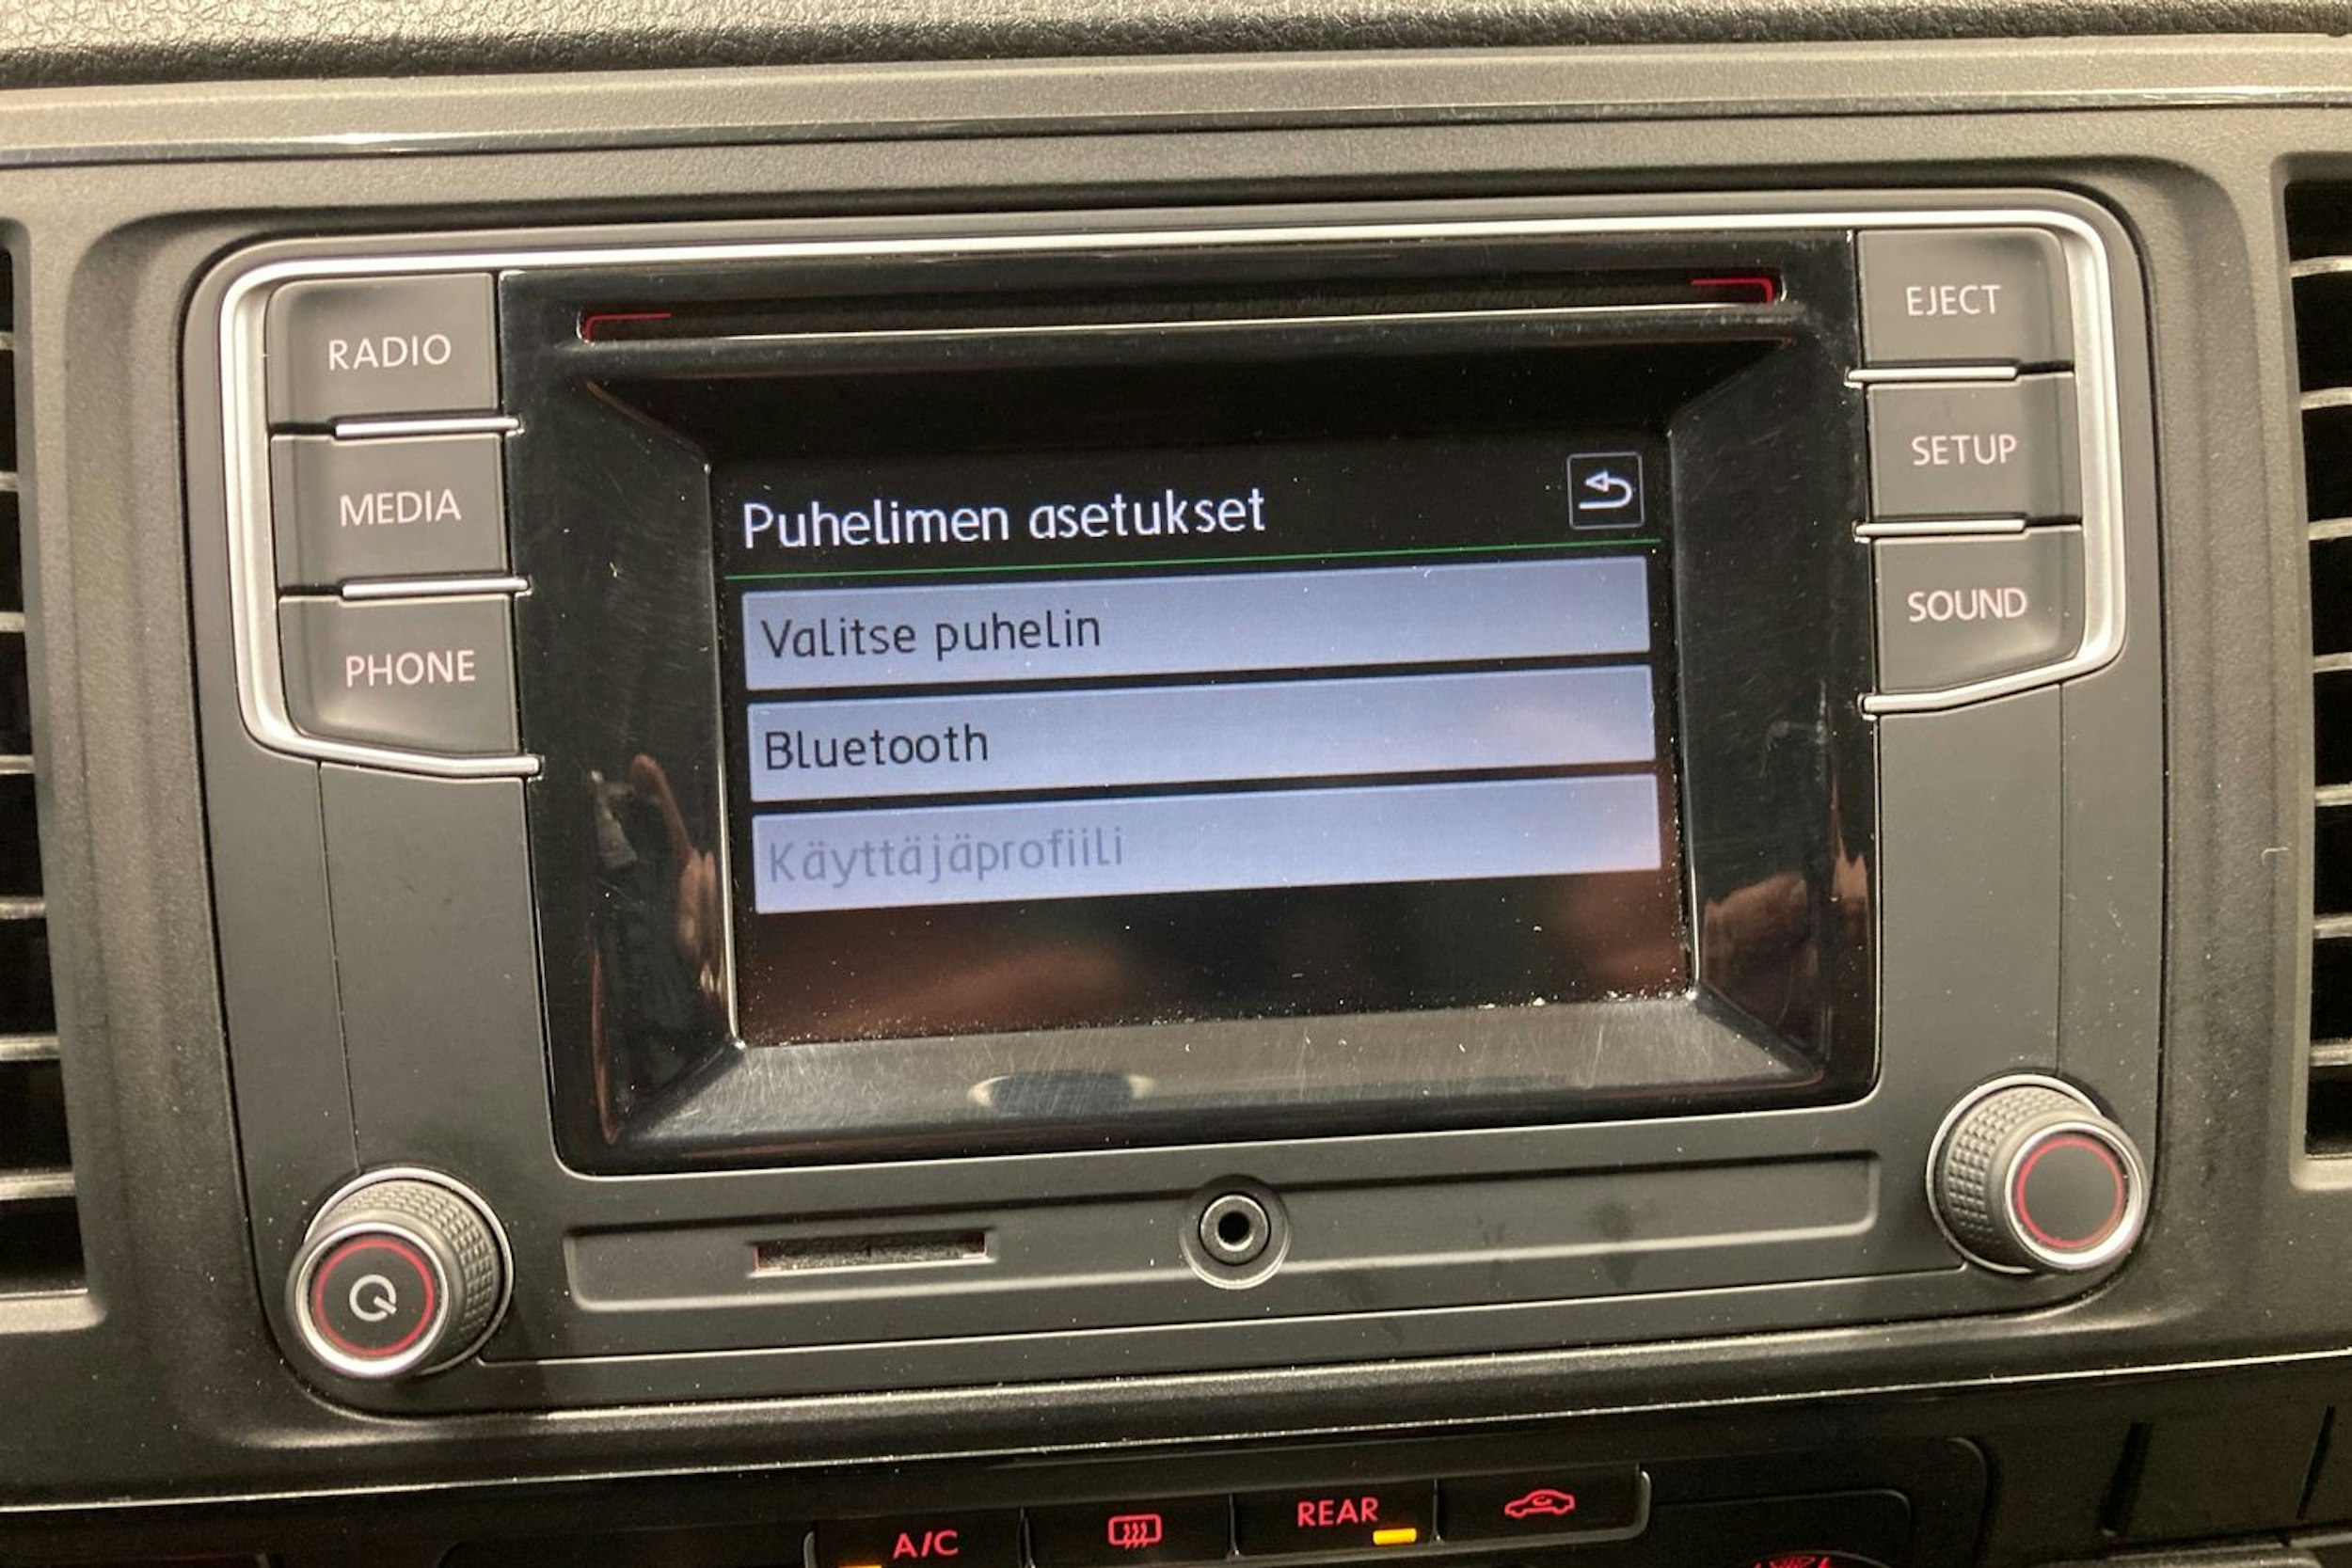 RADIO
MEDIA
PHONE
EJECT
SETUP
SOUND
Puhelimen asetukset
Valitse puhelin
Bluetooth
Käyttäjäprofiili
A/C
REAR